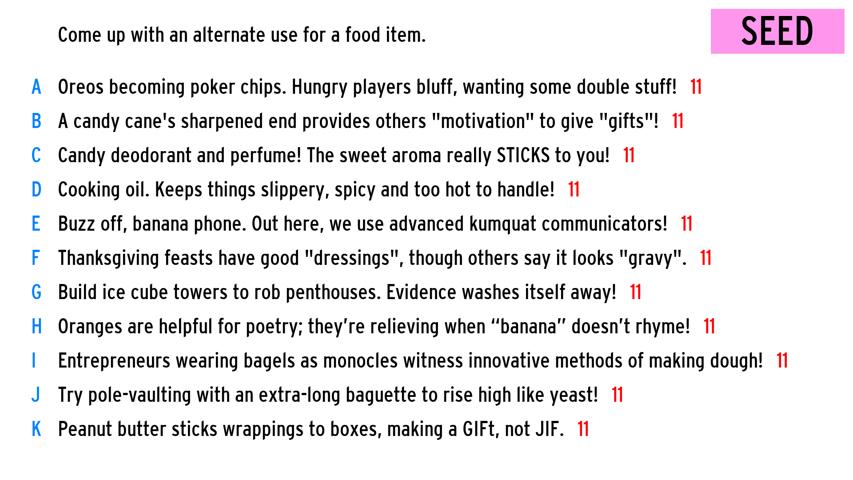 Come up with an alternate use for a food item.
SEED
A Oreos becoming poker chips. Hungry players bluff, wanting some double stuff! 11
B A candy cane's sharpened end provides others "motivation" to give "gifts"! 11
C Candy deodorant and perfume! The sweet aroma really STICKS to you! 11
D Cooking oil. Keeps things slippery, spicy and too hot to handle! 11
E Buzz off, banana phone. Out here, we use advanced kumquat communicators! 11
F Thanksgiving feasts have good "dressings", though others say it looks "gravy". 11
G Build ice cube towers to rob penthouses. Evidence washes itself away! 11
H Oranges are helpful for poetry; they’re relieving when “banana” doesn’t rhyme! 11
I Entrepreneurs wearing bagels as monocles witness innovative methods of making dough! 11
J Try pole-vaulting with an extra-long baguette to rise high like yeast! 11
K Peanut butter sticks wrappings to boxes, making a GIFt, not JIF. 11